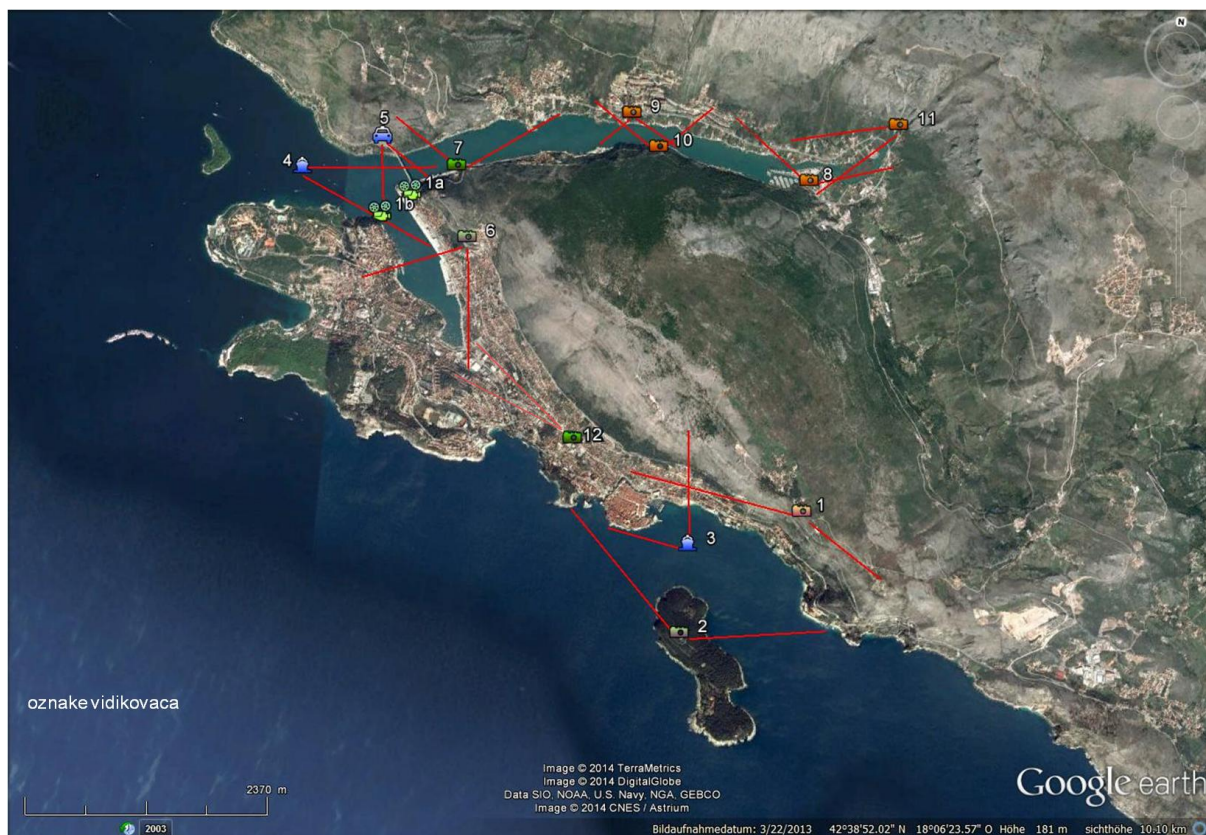 N
9
11
5
10
4
7
8
1a
1b
6
12
1
3
2
oznake vidikovaca
Image © 2014 TerraMetrics
Image © 2014 DigitalGlobe
Data SIO, NOAA, U.S. Navy, NGA, GEBCO
Image © 2014 CNES / Astrium
2370 m
Google earth
2003
Bildaufnahmedatum: 3/22/2013 42°38'52.02" N 18°06'23.57" O Höhe 181 m sichthöhe 10.10 km